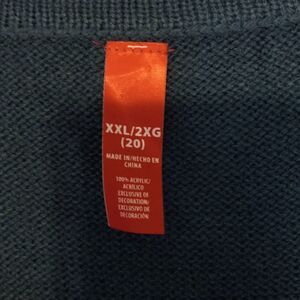 XXL/2XG
(20)
MADE IN/HECHO EN
CHINA
100% ACRYLIC/
ACRÍLICO
EXCLUSIVE OF
DECORATION/
EXCLUSIVO DE
DECORACIÓN